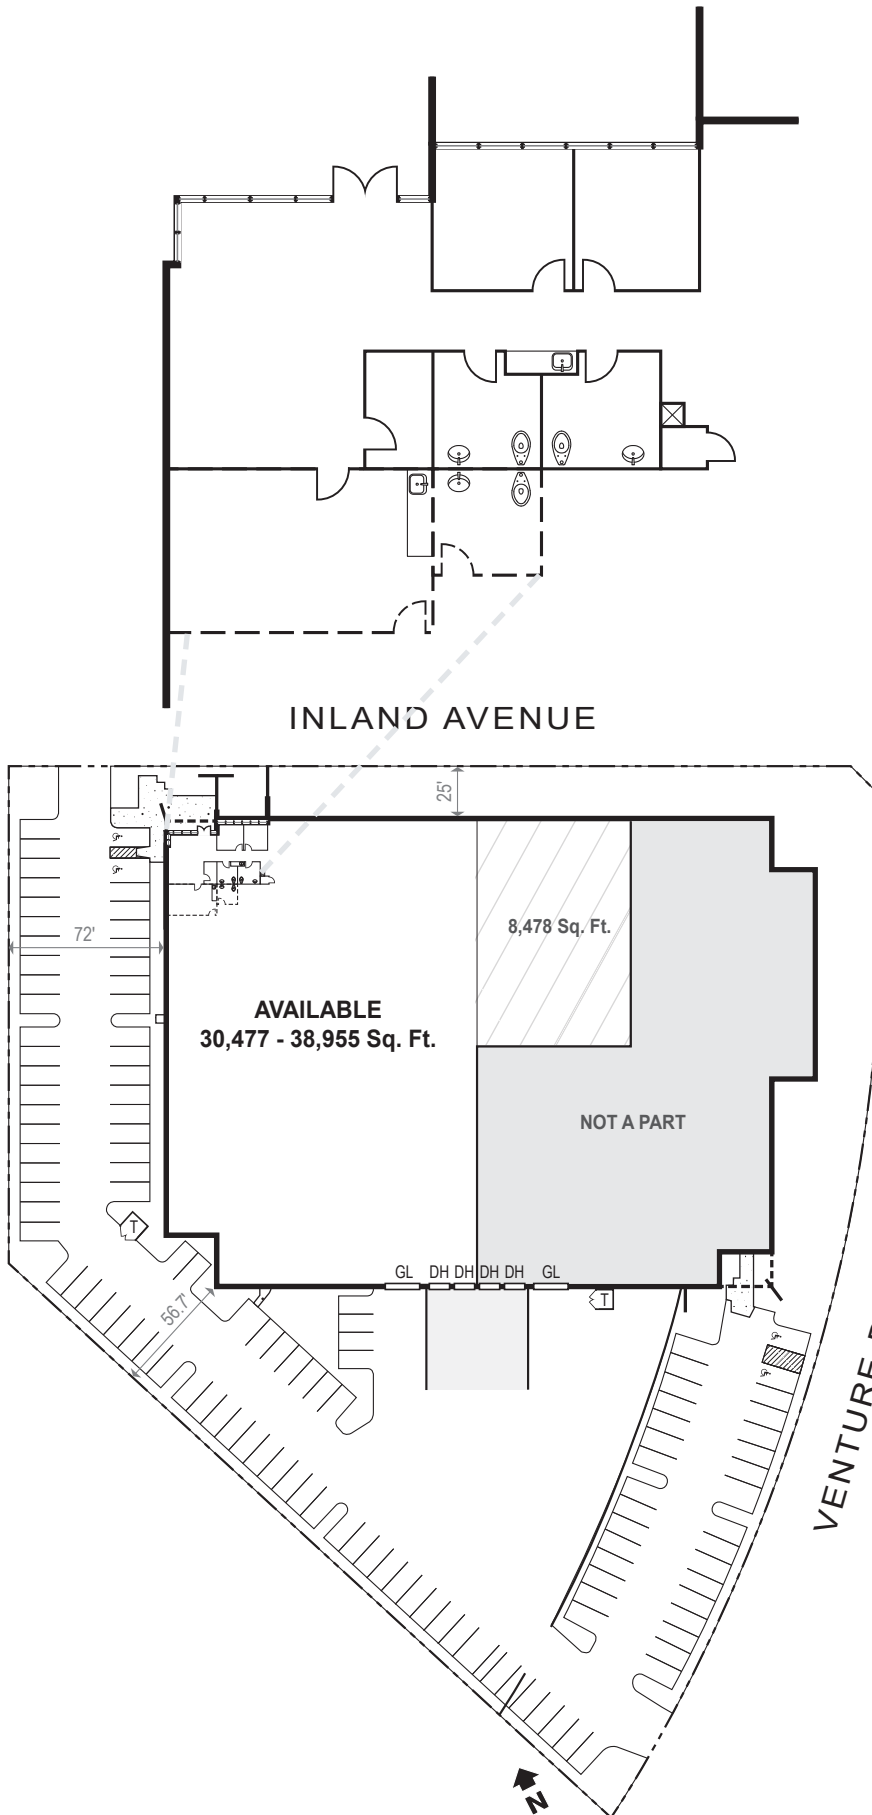 INLAND AVENUE
25'
72'
8,478 Sq. Ft.
AVAILABLE
30,477 - 38,955 Sq. Ft.
NOT A PART
T
GL DH DH DH DH GL
T
56.7'
VENTURE
N